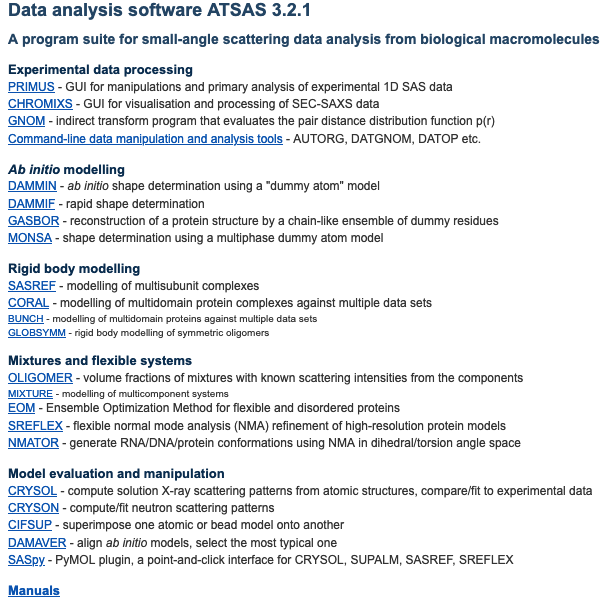 Data analysis software ATSAS 3.2.1
A program suite for small-angle scattering data analysis from biological macromolecules
Experimental data processing
PRIMUS - GUI for manipulations and primary analysis of experimental 1D SAS data
CHROMIXS - GUI for visualisation and processing of SEC-SAXS data
GNOM - indirect transform program that evaluates the pair distance distribution function p(r)
Command-line data manipulation and analysis tools - AUTORG, DATGNOM, DATOP etc.
Ab initio modelling
DAMMIN - ab initio shape determination using a "dummy atom" model
DAMMIF - rapid shape determination
GASBOR - reconstruction of a protein structure by a chain-like ensemble of dummy residues
MONSA - shape determination using a multiphase dummy atom model
Rigid body modelling
SASREF - modelling of multisubunit complexes
CORAL - modelling of multidomain protein complexes against multiple data sets
BUNCH - modelling of multidomain proteins against multiple data sets
GLOBSYMM - rigid body modelling of symmetric oligomers
Mixtures and flexible systems
OLIGOMER - volume fractions of mixtures with known scattering intensities from the components
MIXTURE - modelling of multicomponent systems
EOM - Ensemble Optimization Method for flexible and disordered proteins
SREFLEX - flexible normal mode analysis (NMA) refinement of high-resolution protein models
NMATOR - generate RNA/DNA/protein conformations using NMA in dihedral/torsion angle space
Model evaluation and manipulation
CRYSOL - compute solution X-ray scattering patterns from atomic structures, compare/fit to experimental data
CRYSON - compute/fit neutron scattering patterns
CIFSUP - superimpose one atomic or bead model onto another
DAMAVER - align ab initio models, select the most typical one
SASpy - PyMOL plugin, a point-and-click interface for CRYSOL, SUPALM, SASREF, SREFLEX
Manuals